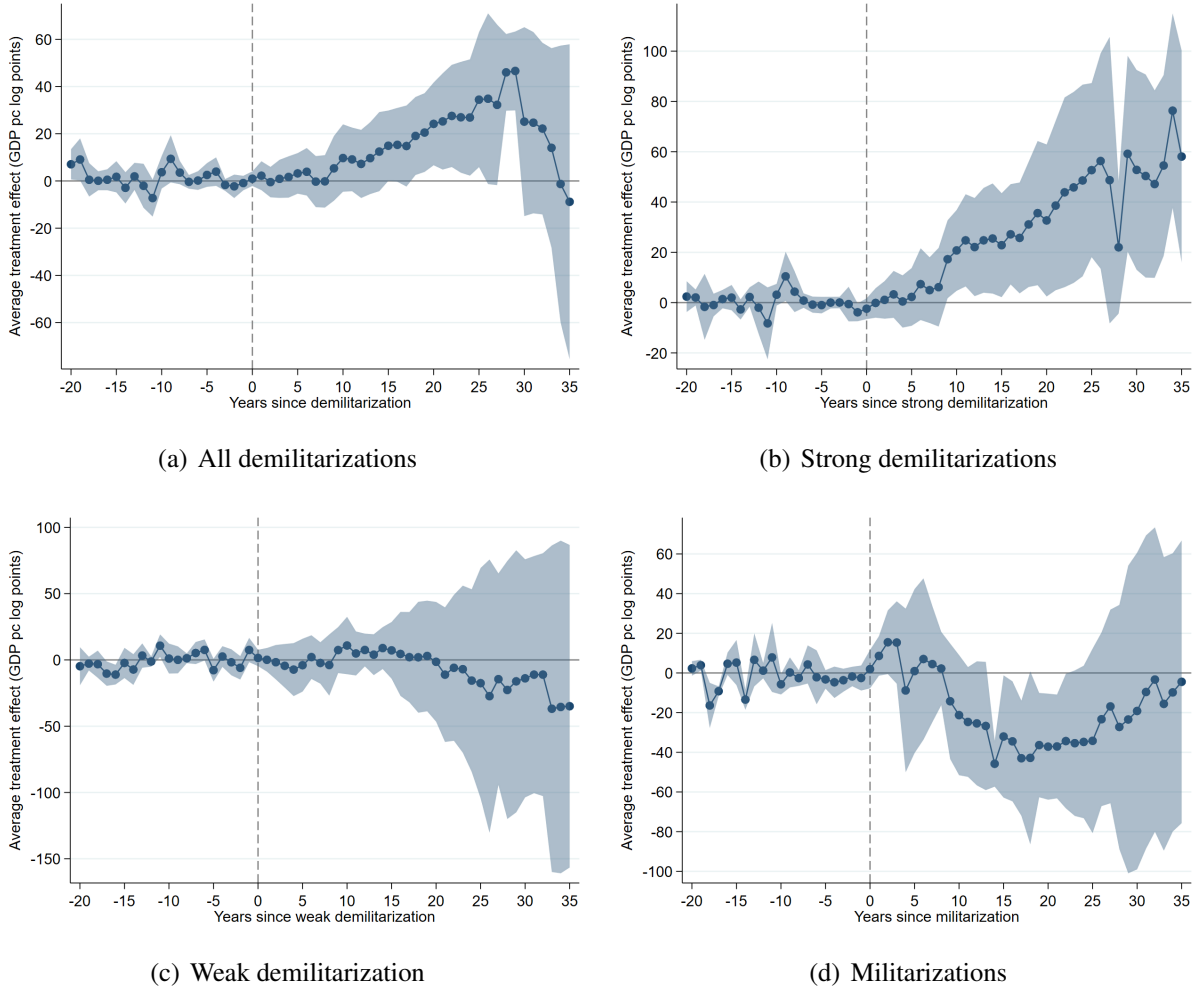 Average treatment effect (GDP pc log points)
60
40
20
0
-20
-40
-60
-20 -15 -10 -5 0 5 10 15 20 25 30 35
Years since demilitarization
(a) All demilitarizations
Average treatment effect (GDP pc log points)
100
80
60
40
20
0
-20
-20 -15 -10 -5 0 5 10 15 20 25 30 35
Years since strong demilitarization
(b) Strong demilitarizations
Average treatment effect (GDP pc log points)
100
50
0
-50
-100
-150
-20 -15 -10 -5 0 5 10 15 20 25 30 35
Years since weak demilitarization
(c) Weak demilitarization
Average treatment effect (GDP pc log points)
60
40
20
0
-20
-40
-60
-80
-100
-20 -15 -10 -5 0 5 10 15 20 25 30 35
Years since militarization
(d) Militarizations